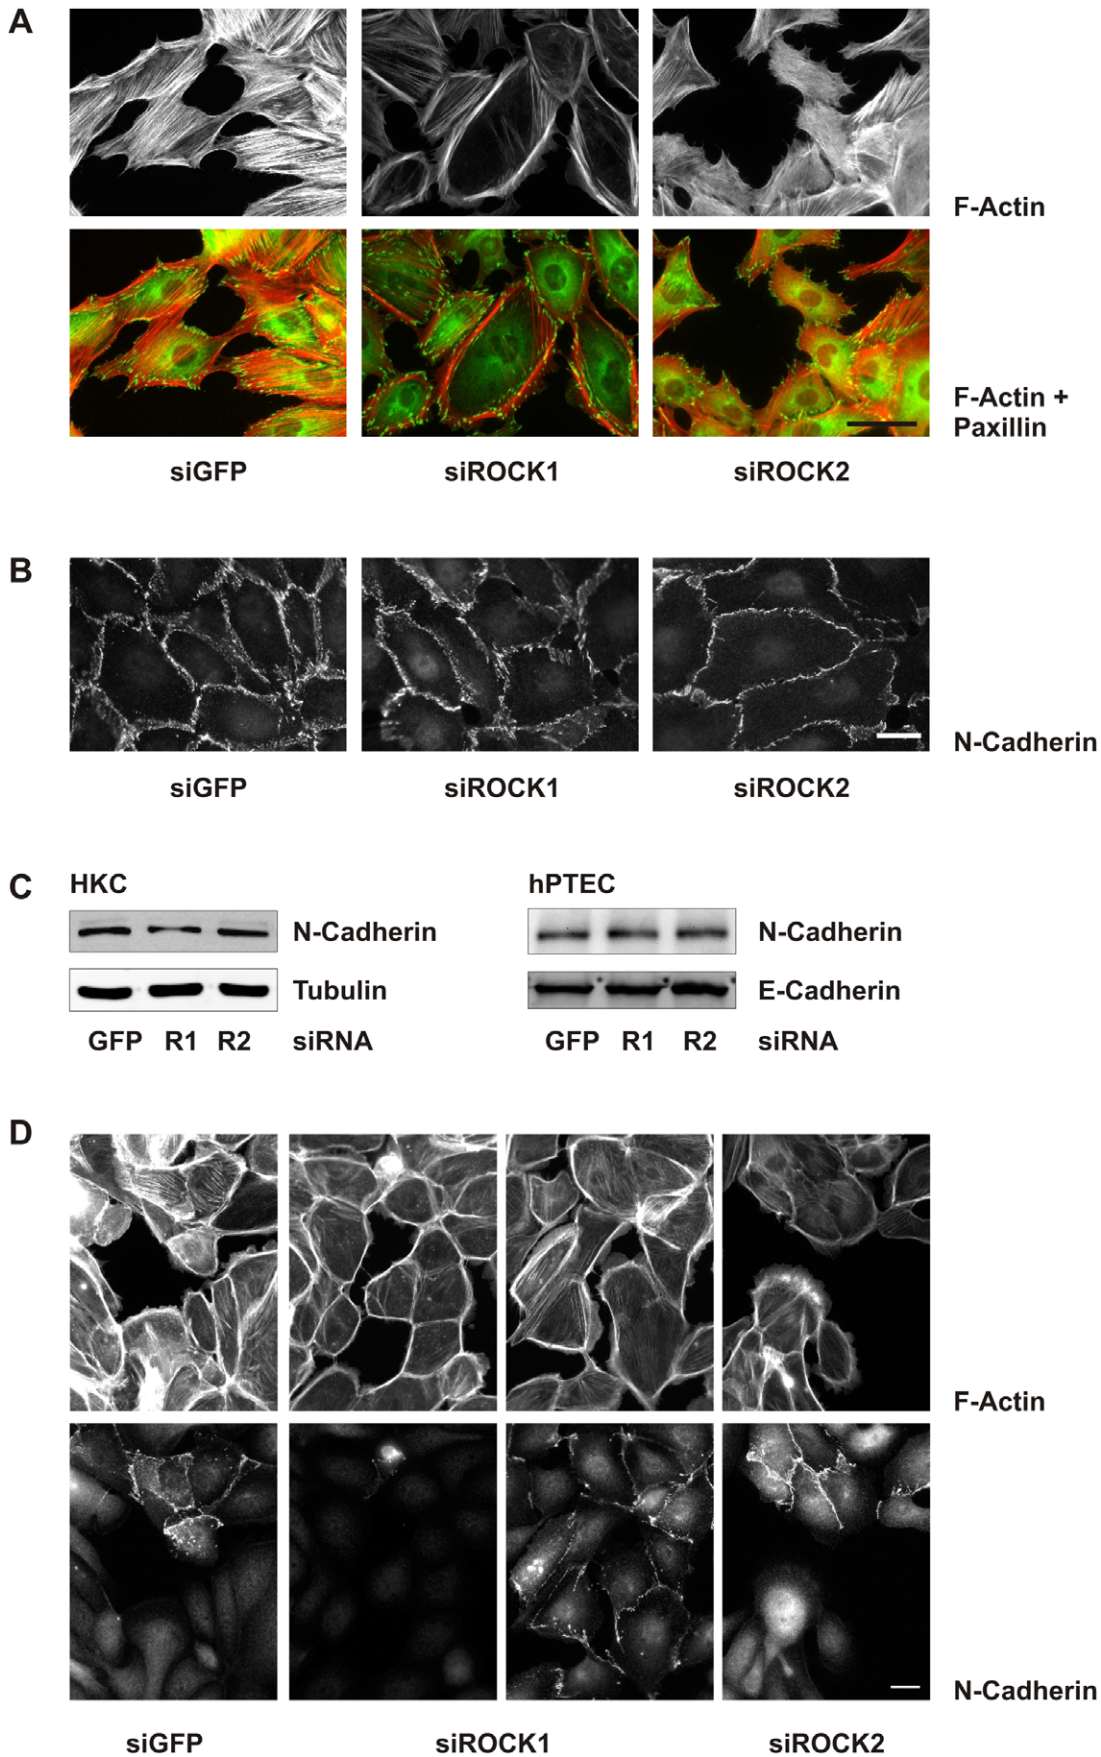 A
F-Actin
F-Actin +
Paxillin
siGFP siROCK1 siROCK2
B
N-Cadherin
siGFP siROCK1 siROCK2
C
HKC hPTEC
N-Cadherin N-Cadherin
Tubulin E-Cadherin
GFP R1 R2 siRNA GFP R1 R2 siRNA
D
F-Actin
N-Cadherin
siGFP siROCK1 siROCK2